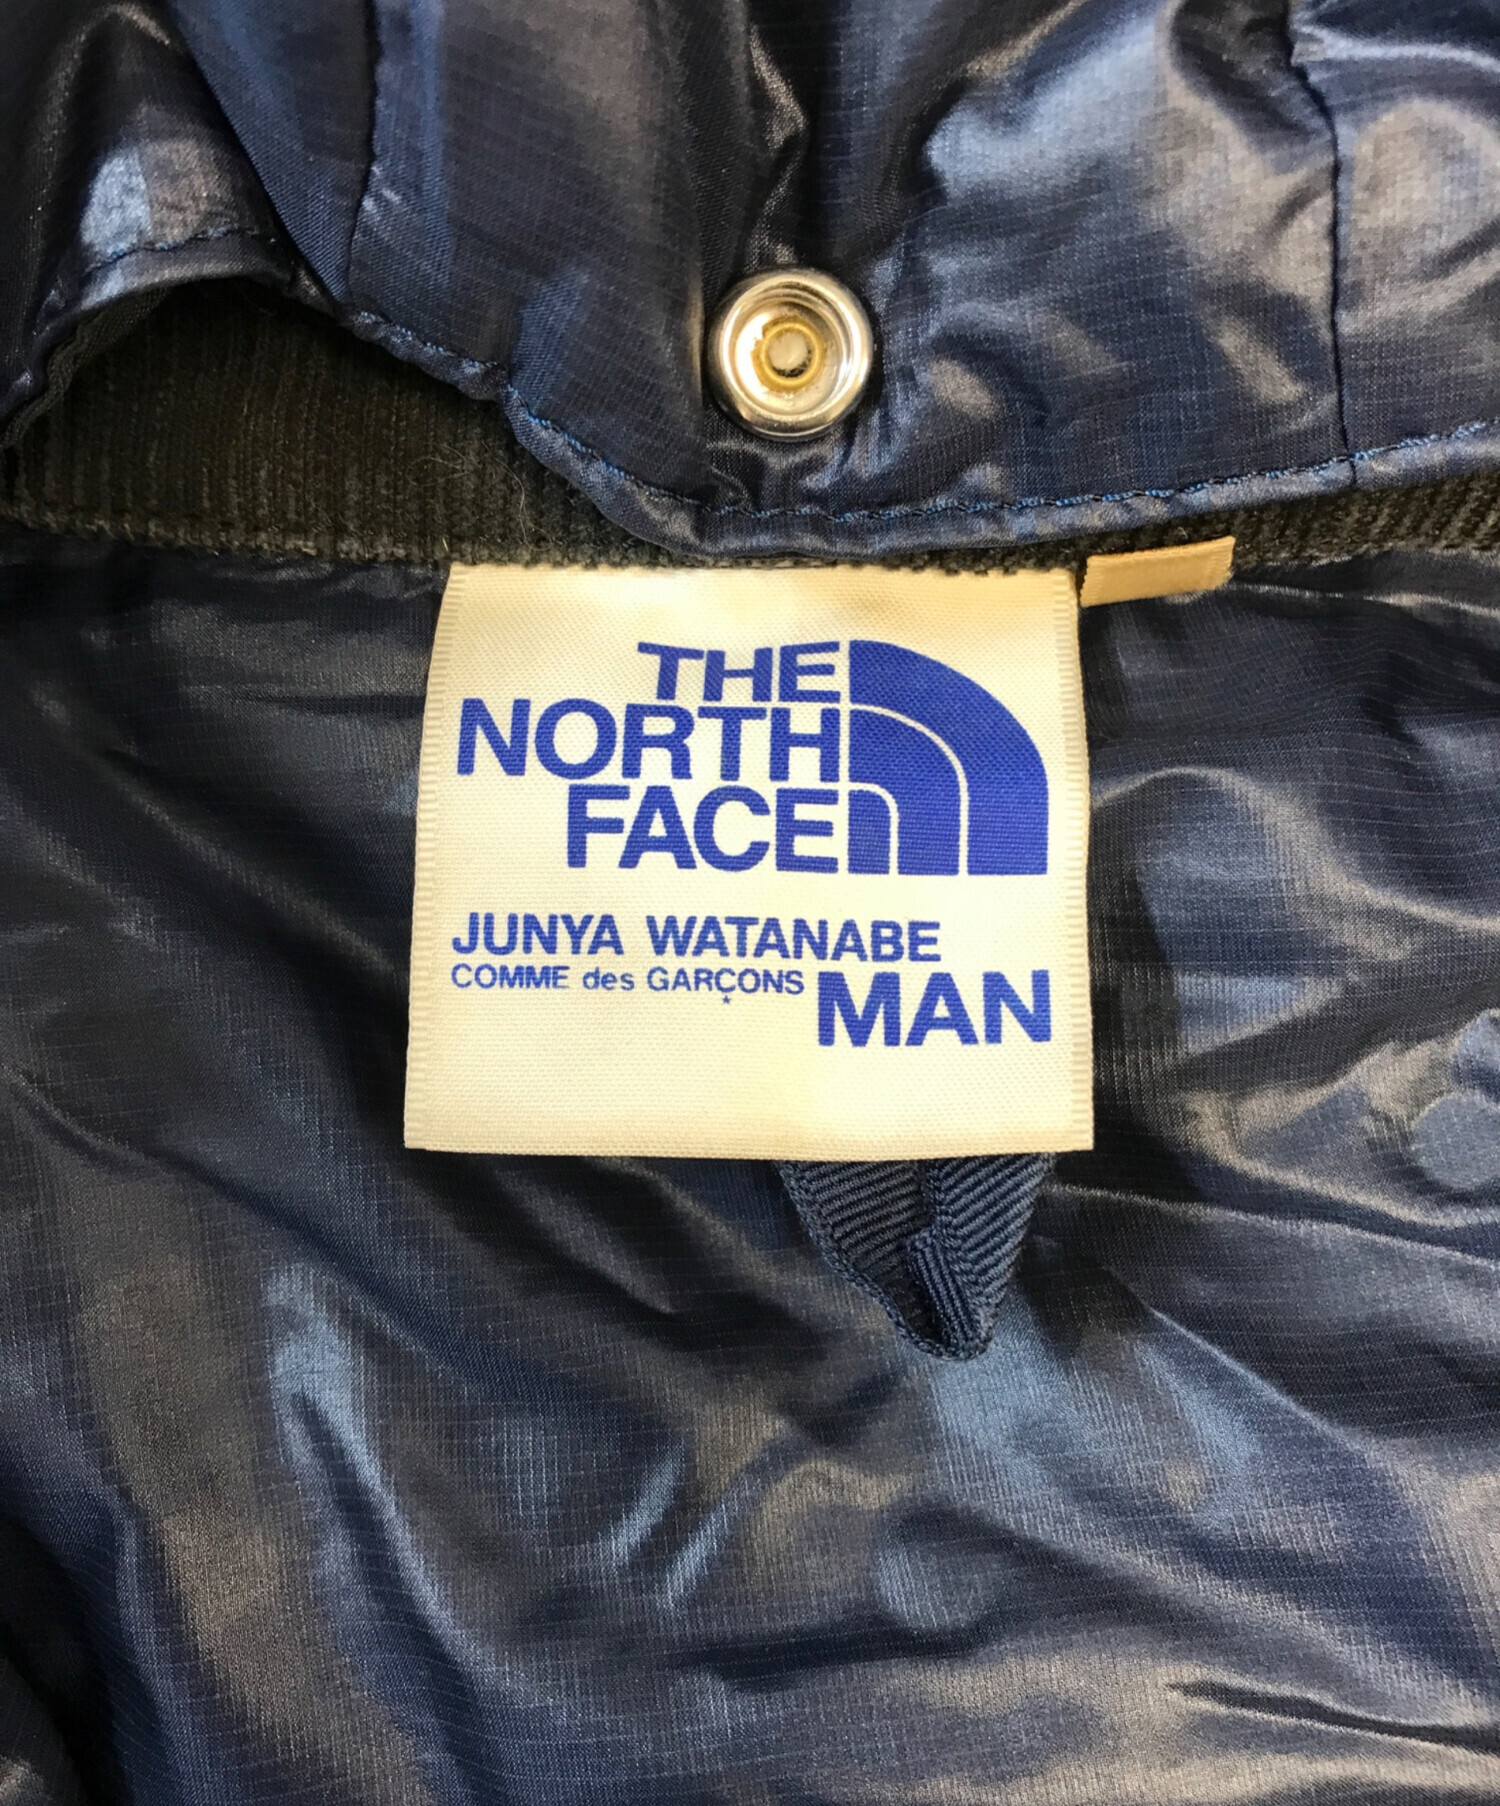 THE
NORTH
FACE
JUNYA WATANABE
COMME des GARÇONS MAN